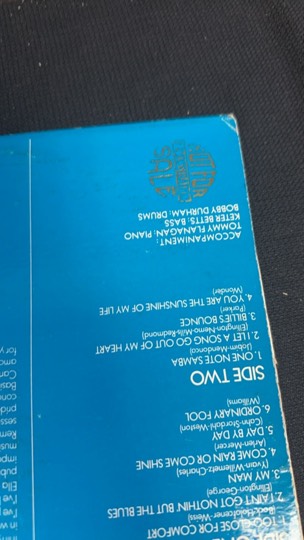 TOO CLOSE FOR COMFORT
(Bock-Holofcener-Weiss)
2. I AIN'T GOT NOTHIN' BUT THE BLUES
(Ellington-George)
3. MY MAN
(Yvain-Willemetz-Charles)
4. COME RAIN OR COME SHINE
(Arlen-Mercer)
5. DAY BY DAY
(Cahn-Stordahl-Weston)
6. ORDINARY FOOL
(Williams)
SIDE TWO
1. ONE NOTE SAMBA
(Jobim-Mendonca)
2. I LET A SONG GO OUT OF MY HEART
(Ellington-Nemo-Mills-Redmond)
3. BILLIES BOUNCE
(Parker)
4. YOU ARE THE SUNSHINE OF MY LIFE
(Wonder)
ACCOMPANIMENT:
TOMMY FLANAGAN: PIANO
KETER BETTS: BASS
BOBBY DURHAM: DRUMS
I've
I've
Ella